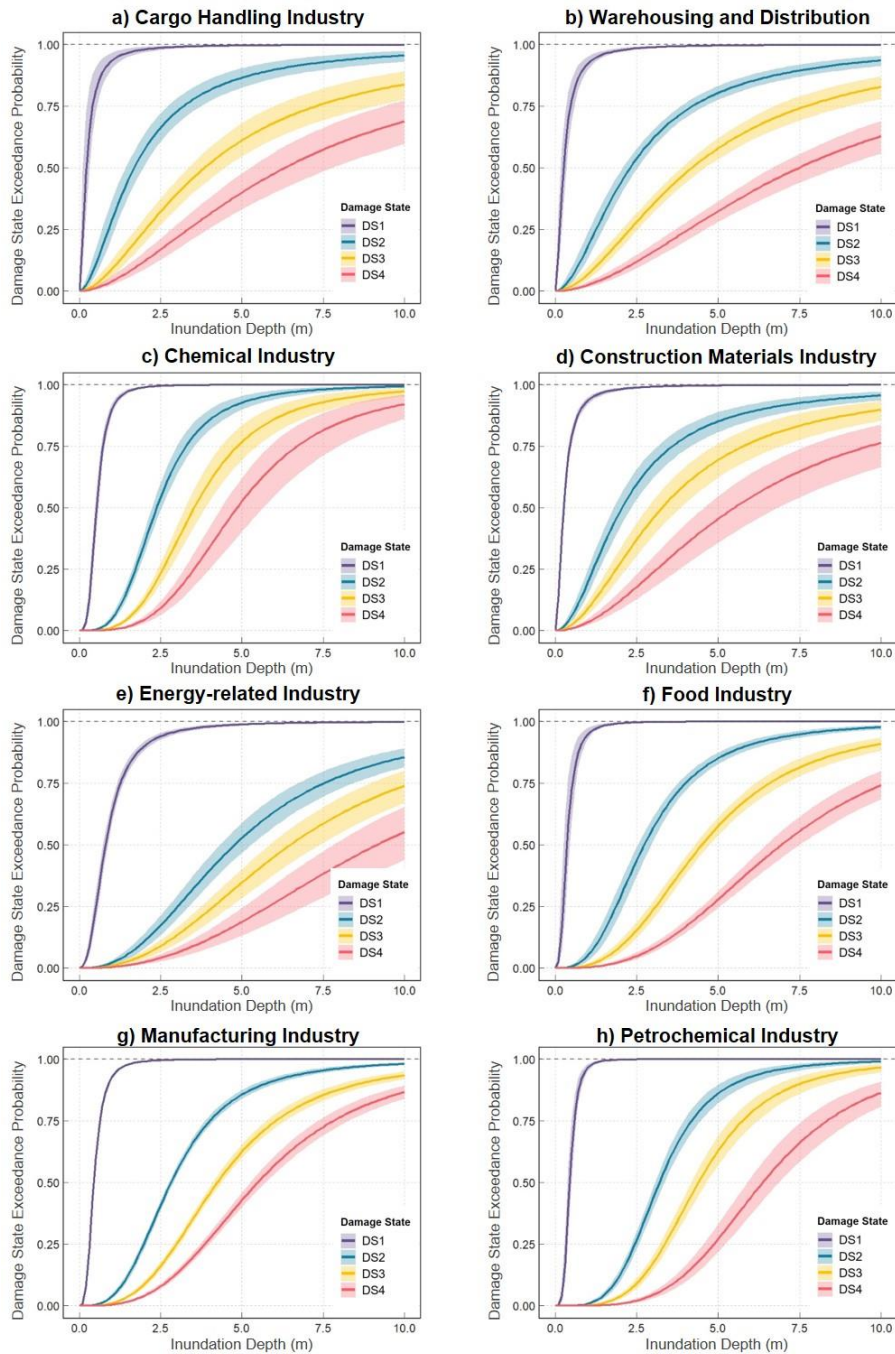 a) Cargo Handling Industry
Damage State Exceedance Probability
1.00
0.75
0.50
0.25
0.00
Damage State
DS1
DS2
DS3
DS4
0.0 2.5 5.0 7.5 10.0
Inundation Depth (m)
b) Warehousing and Distribution
Damage State Exceedance Probability
1.00
0.75
0.50
0.25
0.00
Damage State
DS1
DS2
DS3
DS4
0.0 2.5 5.0 7.5 10.0
Inundation Depth (m)
c) Chemical Industry
Damage State Exceedance Probability
1.00
0.75
0.50
0.25
0.00
Damage State
DS1
DS2
DS3
DS4
0.0 2.5 5.0 7.5 10.0
Inundation Depth (m)
d) Construction Materials Industry
Damage State Exceedance Probability
1.00
0.75
0.50
0.25
0.00
Damage State
DS1
DS2
DS3
DS4
0.0 2.5 5.0 7.5 10.0
Inundation Depth (m)
e) Energy-related Industry
Damage State Exceedance Probability
1.00
0.75
0.50
0.25
0.00
Damage State
DS1
DS2
DS3
DS4
0.0 2.5 5.0 7.5 10.0
Inundation Depth (m)
f) Food Industry
Damage State Exceedance Probability
1.00
0.75
0.50
0.25
0.00
Damage State
DS1
DS2
DS3
DS4
0.0 2.5 5.0 7.5 10.0
Inundation Depth (m)
g) Manufacturing Industry
Damage State Exceedance Probability
1.00
0.75
0.50
0.25
0.00
Damage State
DS1
DS2
DS3
DS4
0.0 2.5 5.0 7.5 10.0
Inundation Depth (m)
h) Petrochemical Industry
Damage State Exceedance Probability
1.00
0.75
0.50
0.25
0.00
Damage State
DS1
DS2
DS3
DS4
0.0 2.5 5.0 7.5 10.0
Inundation Depth (m)